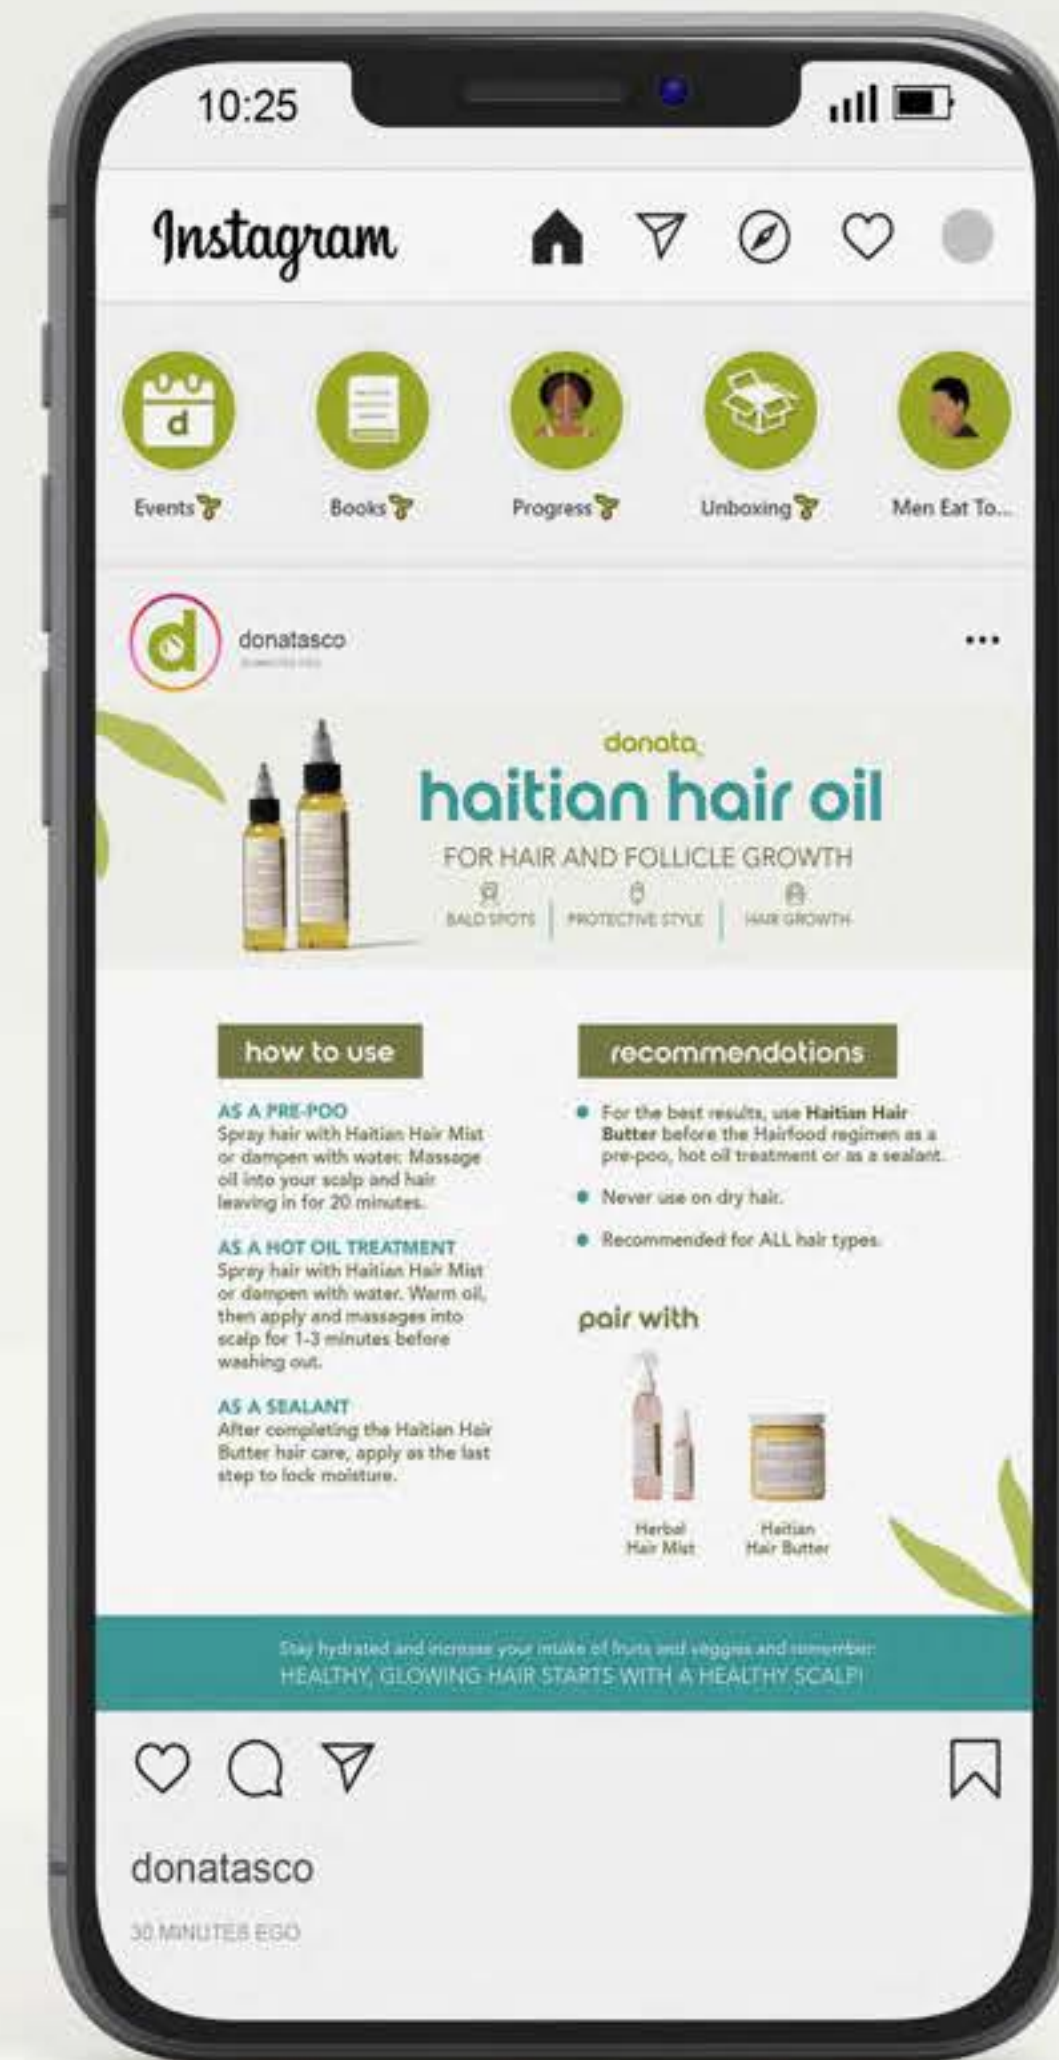 10:25
Instagram
d
Events
Books
Progress
Unboxing
Men Eat To...
d
donatasco
donata
haitian hair oil
FOR HAIR AND FOLLICLE GROWTH
BALD SPOTS
PROTECTIVE STYLE
HAIR GROWTH
how to use
AS A PRE-POO
Spray hair with Haitian Hair Mist
or dampen with water. Massage
oil into your scalp and hair
leaving in for 20 minutes.
AS A HOT OIL TREATMENT
Spray hair with Haitian Hair Mist
or dampen with water. Warm oil,
then apply and massages into
scalp for 1-3 minutes before
washing out.
AS A SEALANT
After completing the Haitian Hair
Butter hair care, apply as the last
step to lock moisture.
recommendations
For the best results, use Haitian Hair
Butter before the Hairfood regimen as a
pre-poo, hot oil treatment or as a sealant.
Never use on dry hair.
Recommended for ALL hair types.
pair with
Herbal
Hair Mist
Haitian
Hair Butter
Stay hydrated and increase your intake of fruits and veggies and remember:
HEALTHY, GLOWING HAIR STARTS WITH A HEALTHY SCALP!
donatasco
30 MINUTES EGO